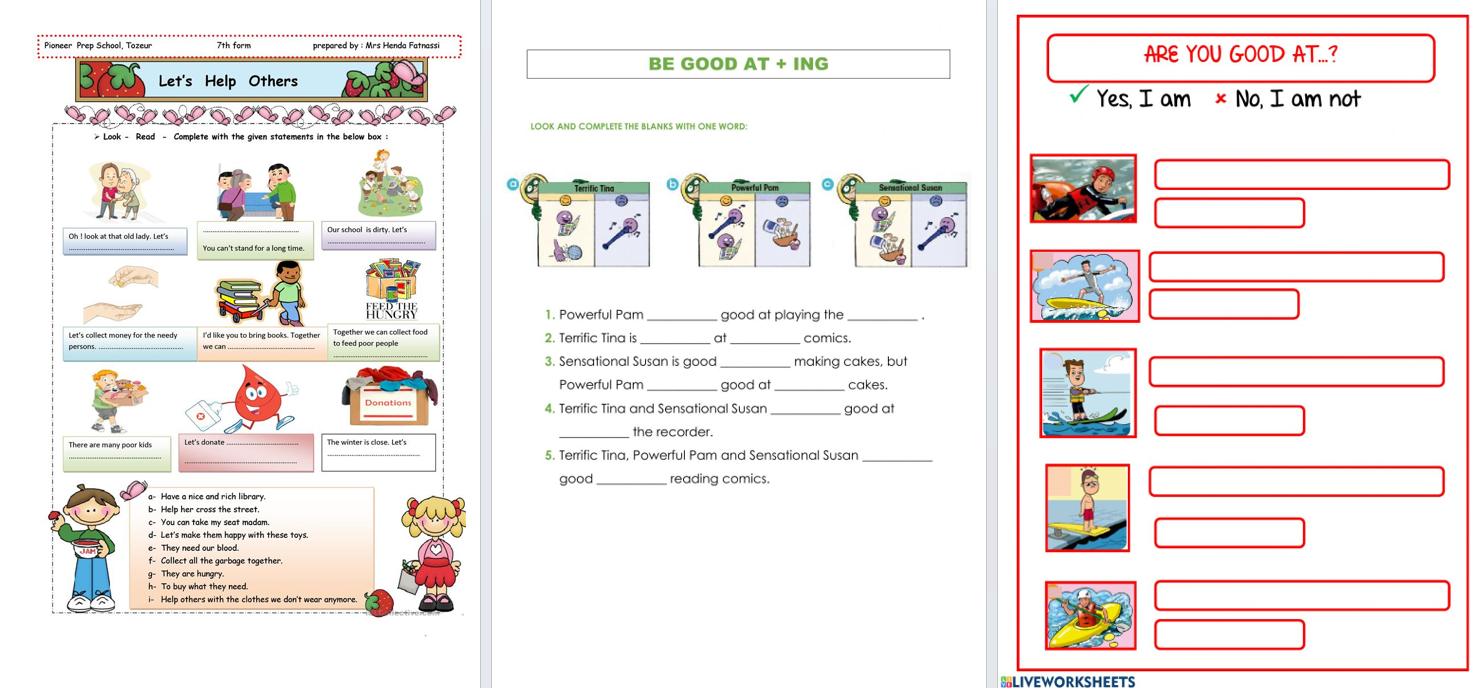 Pioneer Prep School, Tozeur 7th form prepared by : Mrs Henda Fatnassi
Let's Help Others
➢ Look - Read - Complete with the given statements in the below box :
Oh ! look at that old lady. Let's
....................................
....................................
You can't stand for a long time.
Our school is dirty. Let's
....................................
Let's collect money for the needy
persons. ....................................
FEED THE
HUNGRY
I'd like you to bring books. Together
we can ....................................
Together we can collect food
to feed poor people
....................................
Donations
There are many poor kids
....................................
Let's donate ....................................
....................................
The winter is close. Let's
....................................
JAM
a- Have a nice and rich library.
b- Help her cross the street.
c- You can take my seat madam.
d- Let's make them happy with these toys.
e- They need our blood.
f- Collect all the garbage together.
g- They are hungry.
h- To buy what they need.
i- Help others with the clothes we don't wear anymore.
BE GOOD AT + ING
LOOK AND COMPLETE THE BLANKS WITH ONE WORD:
a Terrific Tina
b Powerful Pam
c Sensational Susan
1. Powerful Pam __________ good at playing the __________ .
2. Terrific Tina is __________ at __________ comics.
3. Sensational Susan is good __________ making cakes, but
Powerful Pam __________ good at __________ cakes.
4. Terrific Tina and Sensational Susan __________ good at
__________ the recorder.
5. Terrific Tina, Powerful Pam and Sensational Susan __________
good __________ reading comics.
ARE YOU GOOD AT...?
✓ Yes, I am × No, I am not
LIVEWORKSHEETS